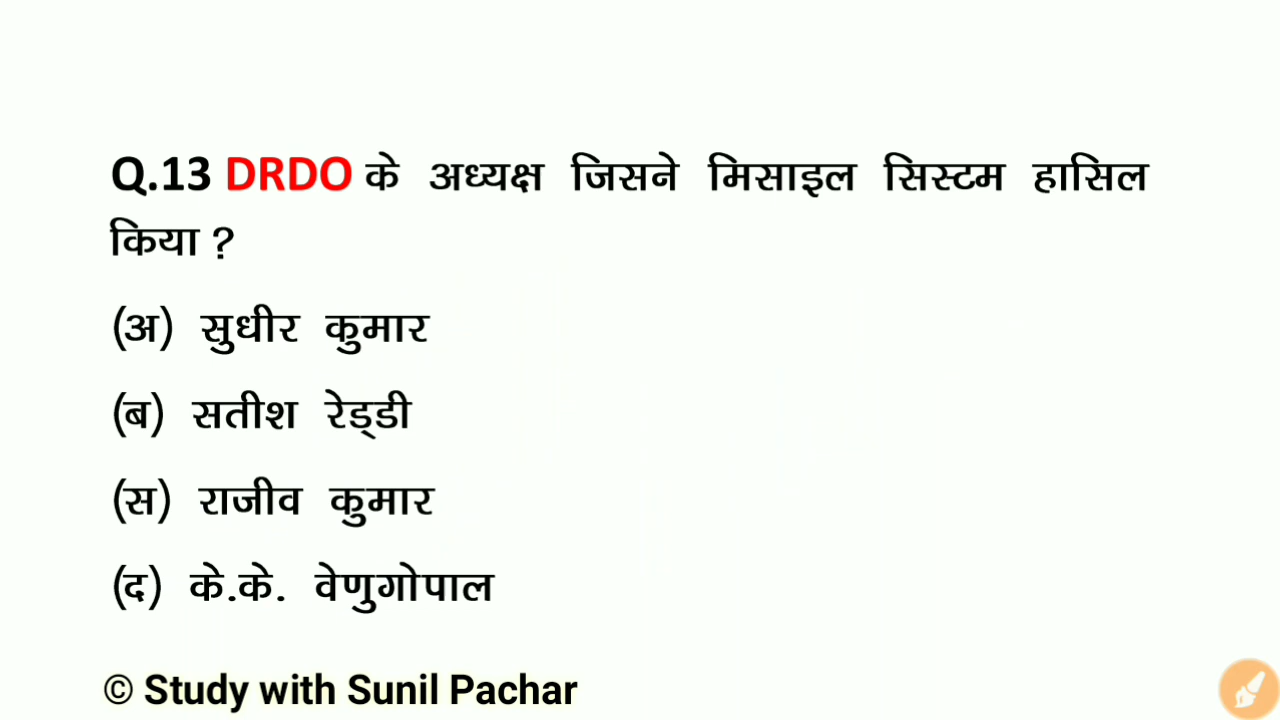 Q.13 DRDO के अध्यक्ष जिसने मिसाइल सिस्टम हासिल
किया ?
(अ) सुधीर कुमार
(ब) सतीश रेड्डी
(स) राजीव कुमार
(द) के.के. वेणुगोपाल
© Study with Sunil Pachar